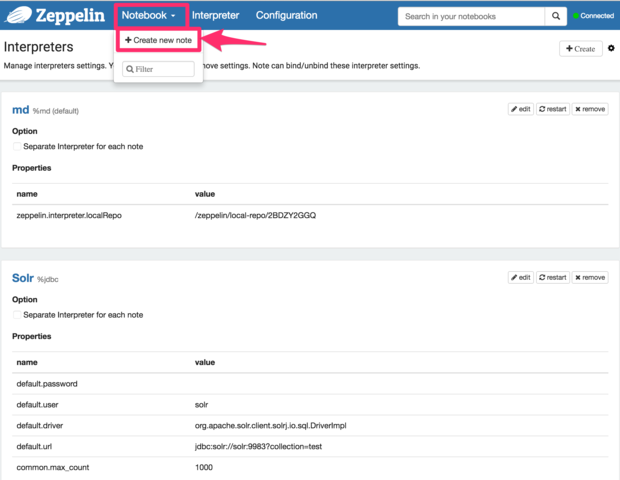 Zeppelin Notebook Interpreter Configuration Search in your notebooks Connected
Create new note
Filter
Interpreters Create
Manage interpreters settings. Y move settings. Note can bind/unbind these interpreter settings.
md %md (default) edit restart remove
Option
Separate Interpreter for each note
Properties
name value
zeppelin.interpreter.localRepo /zeppelin/local-repo/2BDZY2GGQ
Solr %jdbc edit restart remove
Option
Separate Interpreter for each note
Properties
name value
default.password
default.user solr
default.driver org.apache.solr.client.solrj.io.sql.DriverImpl
default.url jdbc:solr://solr:9983?collection=test
common.max_count 1000